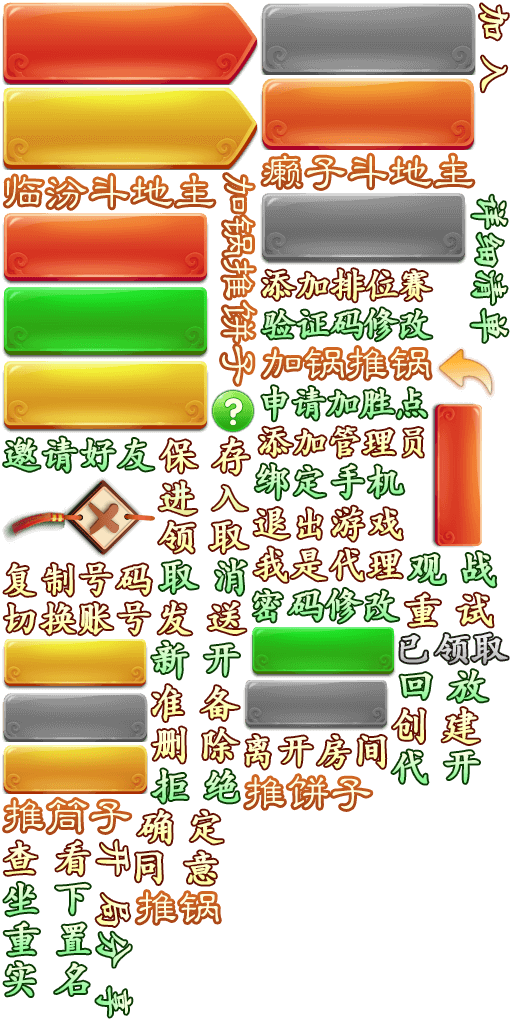 加入
临汾斗地主
加锅推饼子
癞子斗地主
详细清单
添加排位赛
验证码修改
加锅推锅
申请加胜点
?
邀请好友
保存
添加管理员
进入
绑定手机
领取
退出游戏
复制号码
取消
我是代理
观战
切换账号
发送
密码修改
重试
新开
已领取
准备
回放
删除
离开房间
创建
拒绝
推饼子
代开
推筒子
确定
查看
开局
同意
坐下
推锅
重置
分享
实名